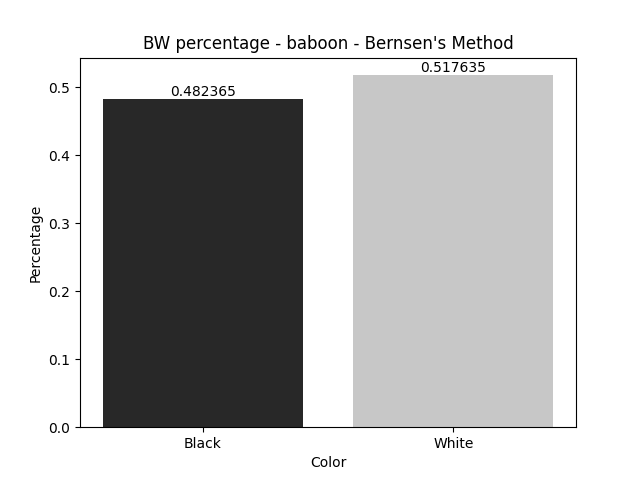 BW percentage - baboon - Bernsen's Method
0.517635
0.482365
0.5
0.4
0.3
0.2
0.1
0.0
Percentage
Black
White
Color